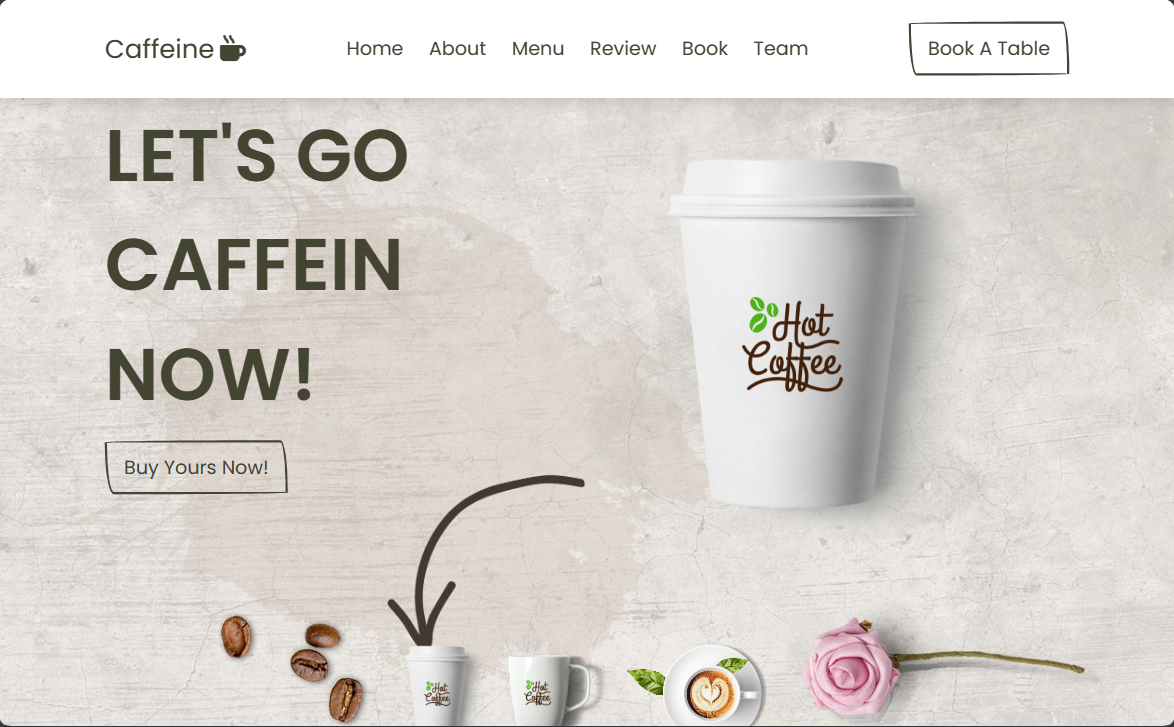 Caffeine
Home About Menu Review Book Team
Book A Table
LET'S GO
CAFFEIN
NOW!
Hot
Coffee
Buy Yours Now!
Hot
Coffee
Hot
Coffee